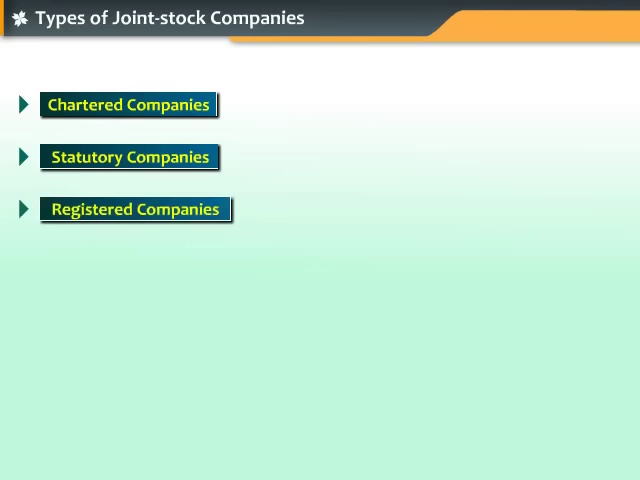 Types of Joint-stock Companies
Chartered Companies
Statutory Companies
Registered Companies